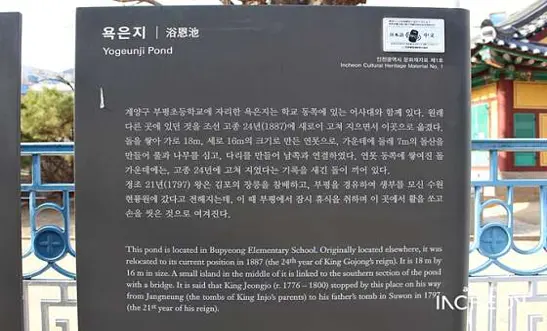 욕은지 | 浴恩池
Yogeunji Pond
日本語 中文
인천광역시 문화재자료 제1호
Incheon Cultural Heritage Material No. 1
계양구 부평초등학교에 자리한 욕은지는 학교 동쪽에 있는 어사대와 함께 있다. 원래
다른 곳에 있던 것을 조선 고종 24년(1887)에 새로이 고쳐 지으면서 이곳으로 옮겼다.
돌을 쌓아 가로 18m, 세로 16m의 크기로 만든 연못으로, 가운데에 둘레 7m의 돌산을
만들어 풀과 나무를 심고, 다리를 만들어 남쪽과 연결하였다. 연못 동쪽에 쌓여진 돌
가운데에는, 고종 24년에 고쳐 지었다는 기록을 새긴 돌이 끼어 있다.
정조 21년(1797) 왕은 김포의 장릉을 참배하고, 부평을 경유하여 생부를 모신 수원
현륭원에 갔다고 전해지는데, 이 때 부평에서 잠시 휴식을 취하며 이 곳에서 활을 쏘고
손을 씻은 것으로 여겨진다.
This pond is located in Bupyeong Elementary School. Originally located elsewhere, it was
relocated to its current position in 1887 (the 24th year of King Gojong's reign). It is 18 m by
16 m in size. A small island in the middle of it is linked to the southern section of the pond
with a bridge. It is said that King Jeongjo (r. 1776 – 1800) stopped by this place on his way
from Jangneung (the tombs of King Injo's parents) to his father's tomb in Suwon in 1797
(the 21st year of his reign).
INCHEON